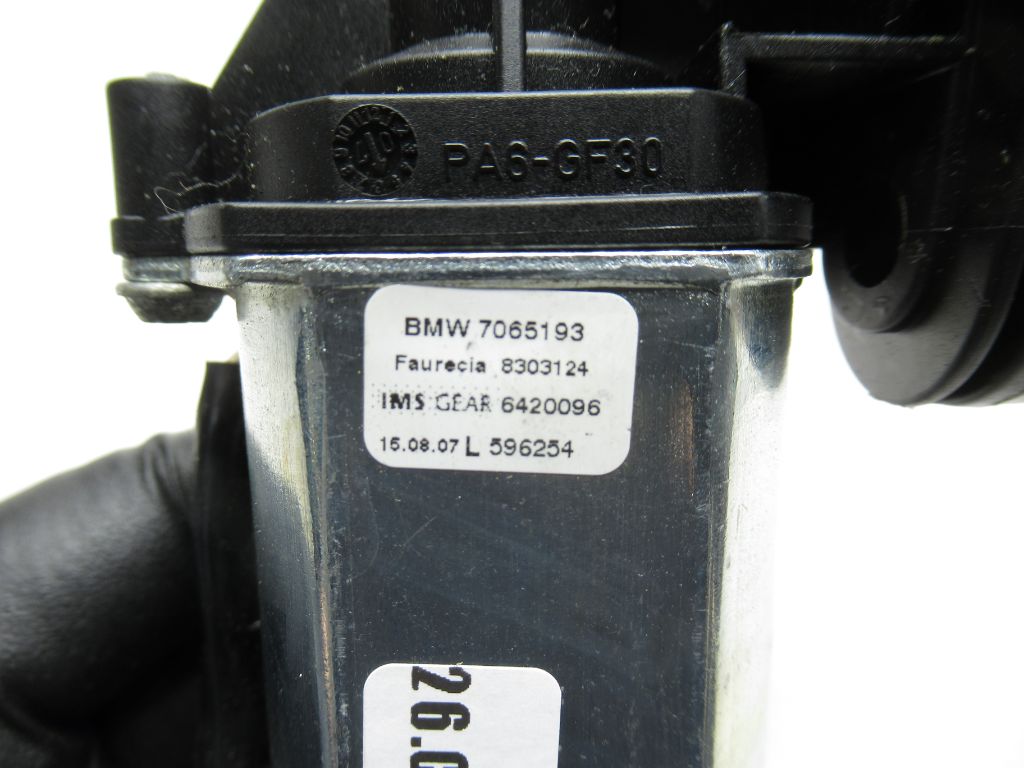 PA6-GF30
BMW 7065193
Faurecia 8303124
IMS GEAR 6420096
15.08.07 L 596254
26.0